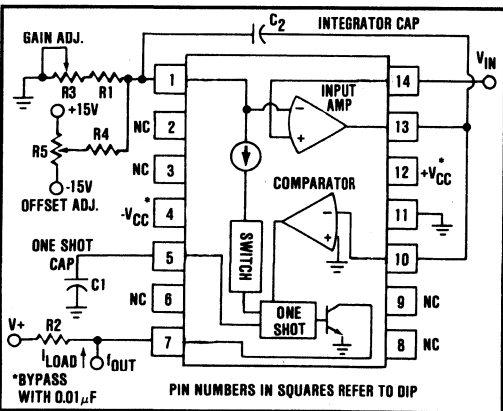 C2 INTEGRATOR CAP
GAIN ADJ.
VIN
R3 R1
1
14
INPUT
AMP
+15V
2
NC
−
+
13
R5
R4
NC
3
12
+VCC*
-15V
OFFSET ADJ.
-VCC*
4
COMPARATOR
11
ONE SHOT
CAP
5
SWITCH
−
+
10
C1
NC
6
9
NC
ONE
SHOT
V+
R2
7
8
NC
ILOAD
fOUT
*BYPASS
WITH 0.01µF
PIN NUMBERS IN SQUARES REFER TO DIP